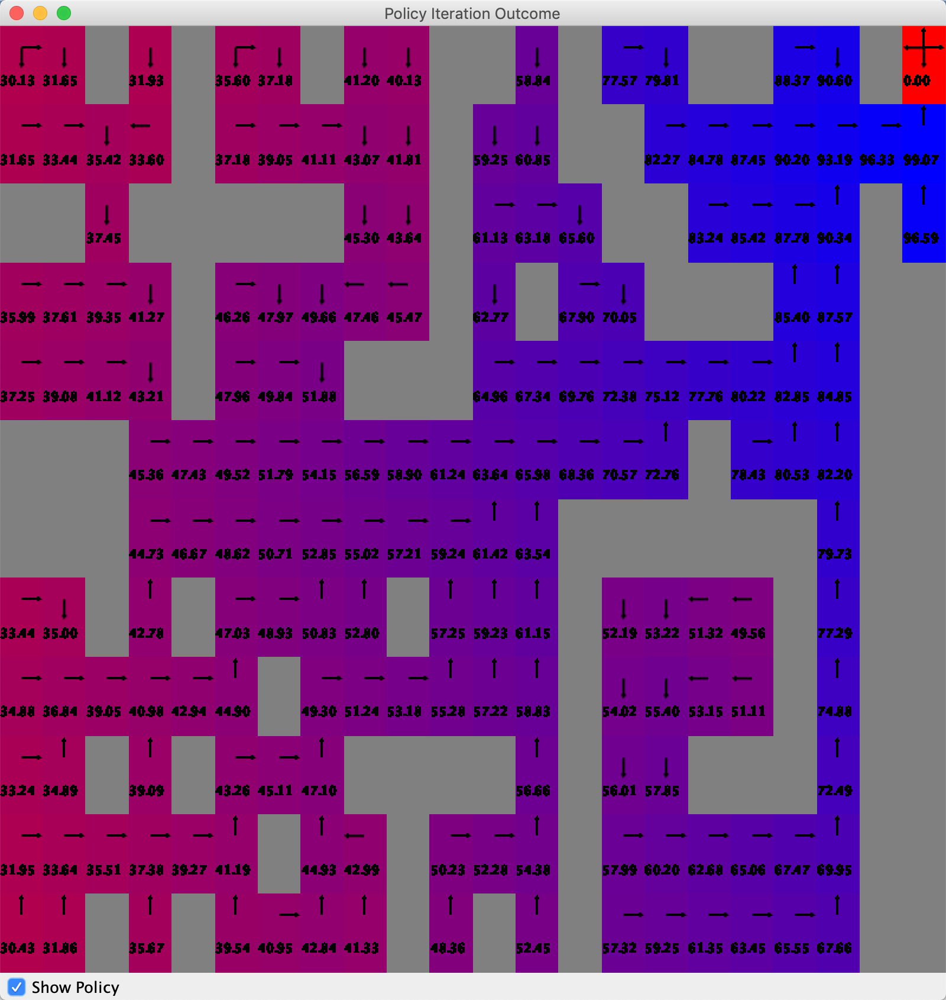 Policy Iteration Outcome
30.13 31.65 31.93 35.60 37.18 41.20 40.13 58.84 77.57 79.81 88.37 90.60 0.00
31.65 33.44 35.42 33.60 37.18 39.05 41.11 43.07 41.81 59.25 60.85 82.27 84.78 87.45 90.20 93.19 96.33 99.07
37.45 45.30 43.64 61.13 63.18 65.60 83.24 85.42 87.78 90.34 96.59
35.99 37.61 39.35 41.27 46.26 47.97 49.66 47.46 45.47 62.77 67.90 70.05 85.40 87.57
37.25 39.08 41.12 43.21 47.96 49.84 51.88 64.96 67.34 69.76 72.38 75.12 77.76 80.22 82.85 84.85
45.36 47.43 49.52 51.79 54.15 56.59 58.90 61.24 63.64 65.98 68.36 70.57 72.76 78.43 80.53 82.20
44.73 46.67 48.62 50.71 52.85 55.02 57.21 59.24 61.42 63.54 79.73
33.44 35.00 42.78 47.03 48.93 50.83 52.80 57.25 59.23 61.15 52.19 53.22 51.32 49.56 77.29
34.88 36.84 39.05 40.98 42.94 44.90 49.30 51.24 53.18 55.28 57.22 58.83 54.02 55.40 53.15 51.11 74.88
33.24 34.89 39.09 43.26 45.11 47.10 56.66 56.01 57.85 72.49
31.95 33.64 35.51 37.38 39.27 41.19 44.93 42.99 50.23 52.28 54.38 57.99 60.20 62.68 65.06 67.47 69.95
30.43 31.86 35.67 39.54 40.95 42.84 41.33 48.36 52.45 57.32 59.25 61.35 63.45 65.55 67.66
Show Policy